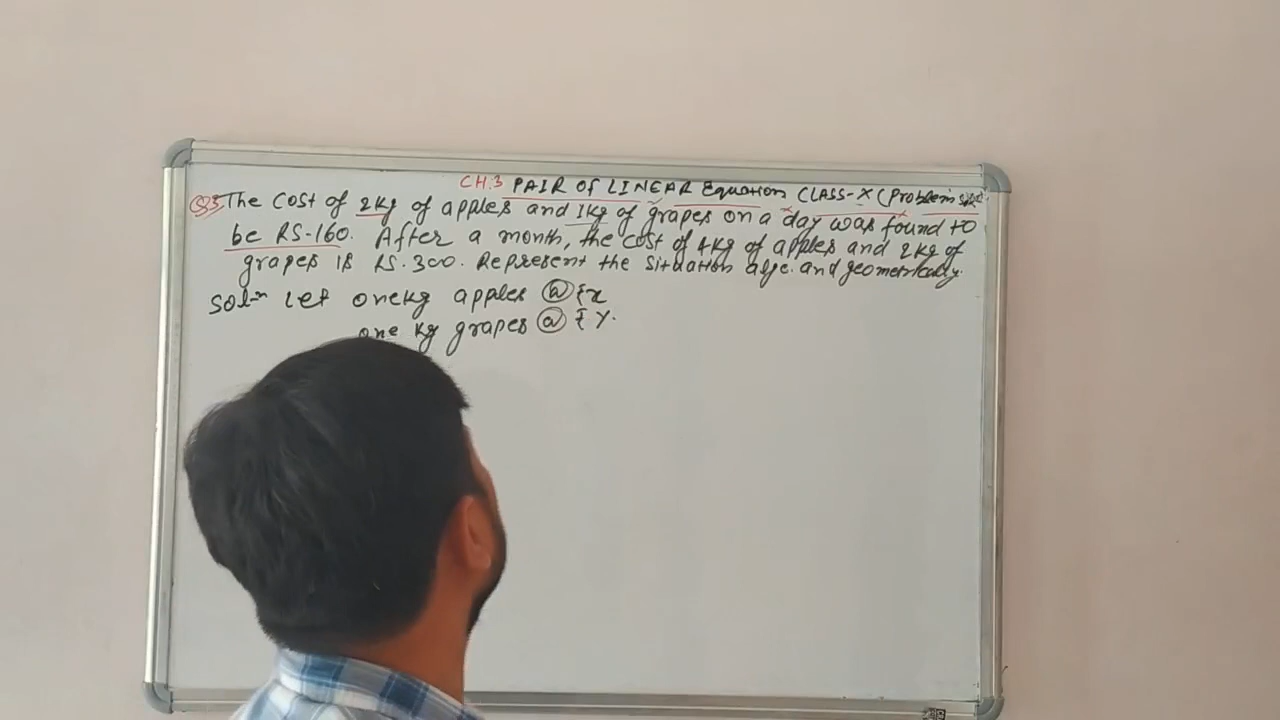 CH.3 PAIR OF LINEAR Equation CLASS-X (Problem
Q3 The cost of 2kg of apples and 1kg of grapes on a day was found to
be RS-160. After a month, the cost of 4kg of apples and 2kg of
grapes is RS.300. Represent the situation alge. and geometrically.
Soln Let one kg apples @ ₹ x
one kg grapes @ ₹ y.